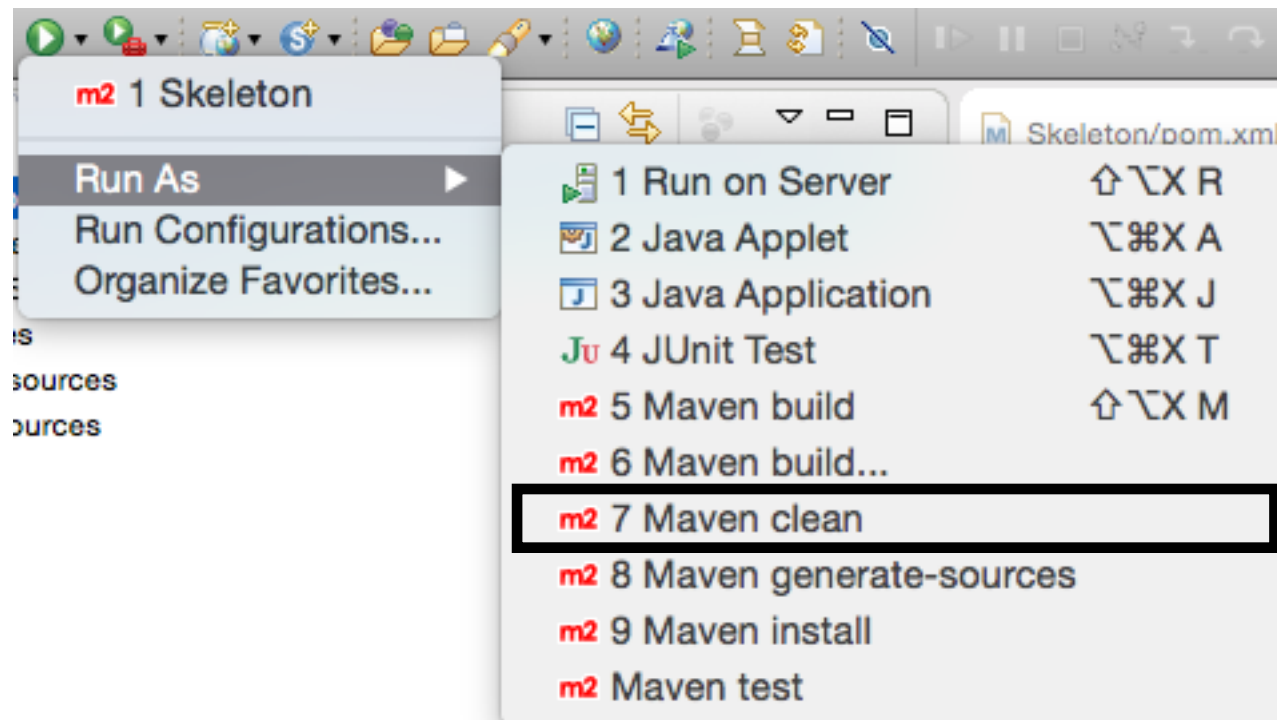 m2 1 Skeleton
Skeleton/pom.xml
Run As
Run Configurations...
Organize Favorites...
sources
1 Run on Server ⇧⌥X R
2 Java Applet ⌥⌘X A
3 Java Application ⌥⌘X J
Ju 4 JUnit Test ⌥⌘X T
m2 5 Maven build ⇧⌥X M
m2 6 Maven build...
m2 7 Maven clean
m2 8 Maven generate-sources
m2 9 Maven install
m2 Maven test